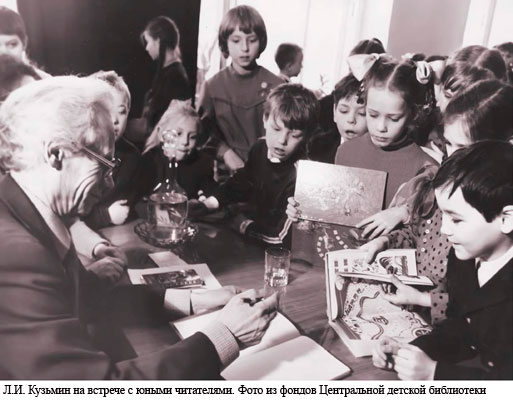 Л.И. Кузьмин на встрече с юными читателями. Фото из фондов Центральной детской библиотеки